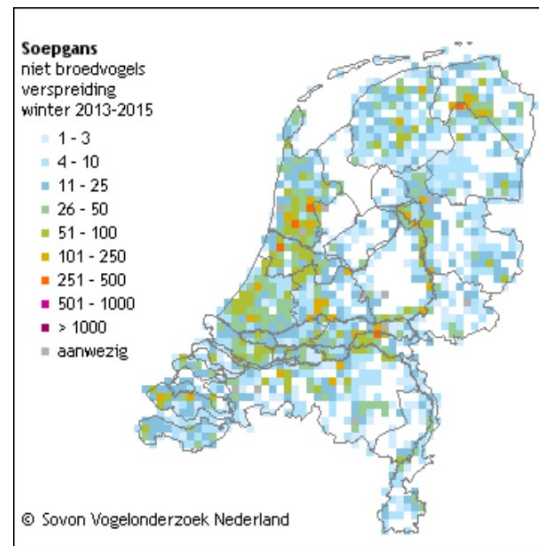 Soepgans
niet broedvogels
verspreiding
winter 2013-2015
1 - 3
4 - 10
11 - 25
26 - 50
51 - 100
101 - 250
251 - 500
501 - 1000
> 1000
aanwezig
© Sovon Vogelonderzoek Nederland